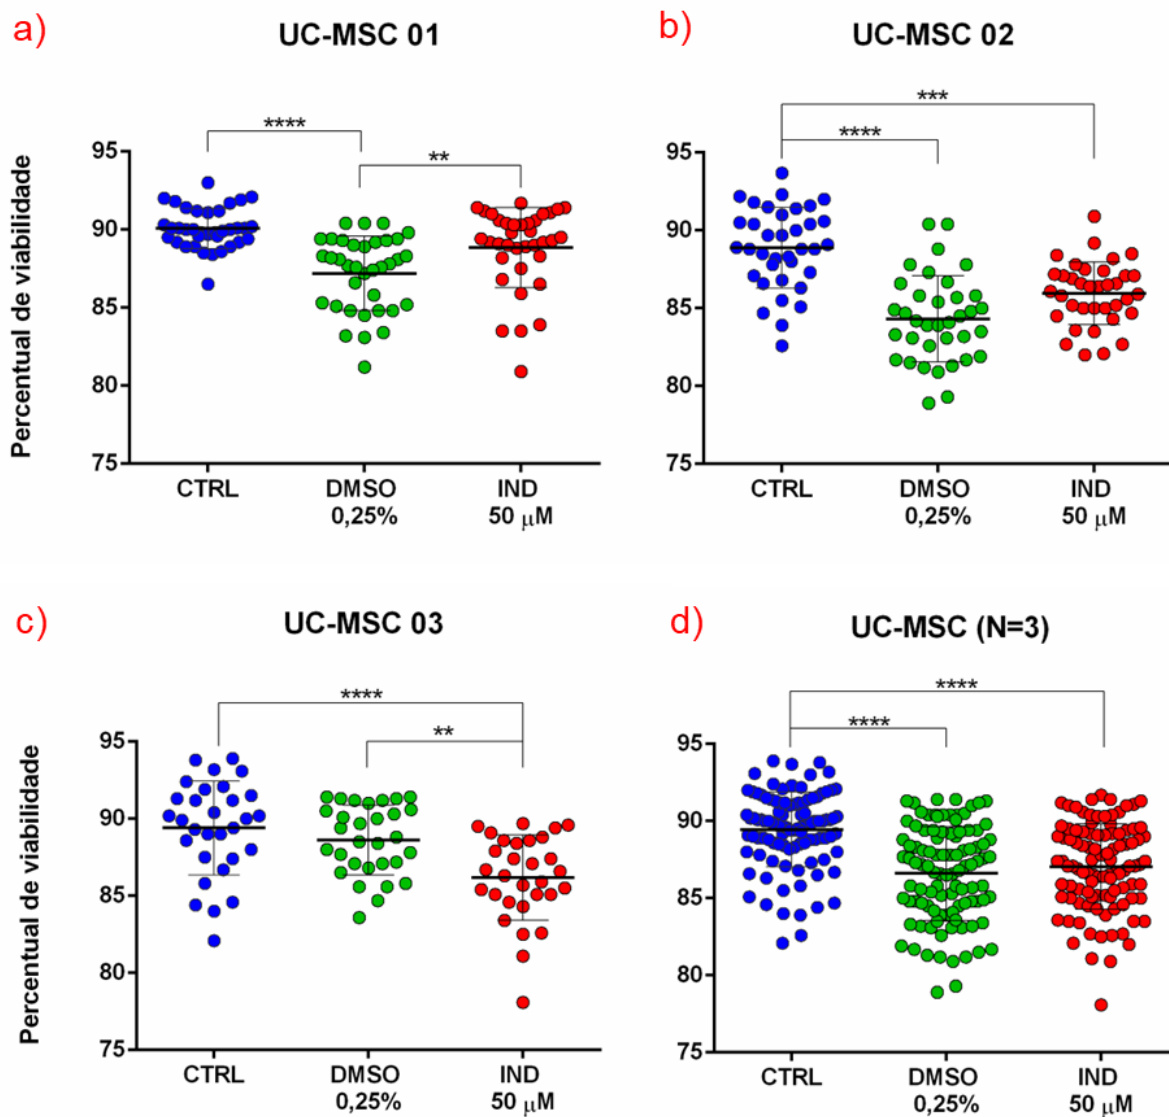 a)
UC-MSC 01
b)
UC-MSC 02
****
**
***
****
Percentual de viabilidade
95
90
85
80
75
CTRL
DMSO
0,25%
IND
50 μM
95
90
85
80
75
CTRL
DMSO
0,25%
IND
50 μM
c)
UC-MSC 03
d)
UC-MSC (N=3)
****
**
****
****
Percentual de viabilidade
95
90
85
80
75
CTRL
DMSO
0,25%
IND
50 μM
95
90
85
80
75
CTRL
DMSO
0,25%
IND
50 μM